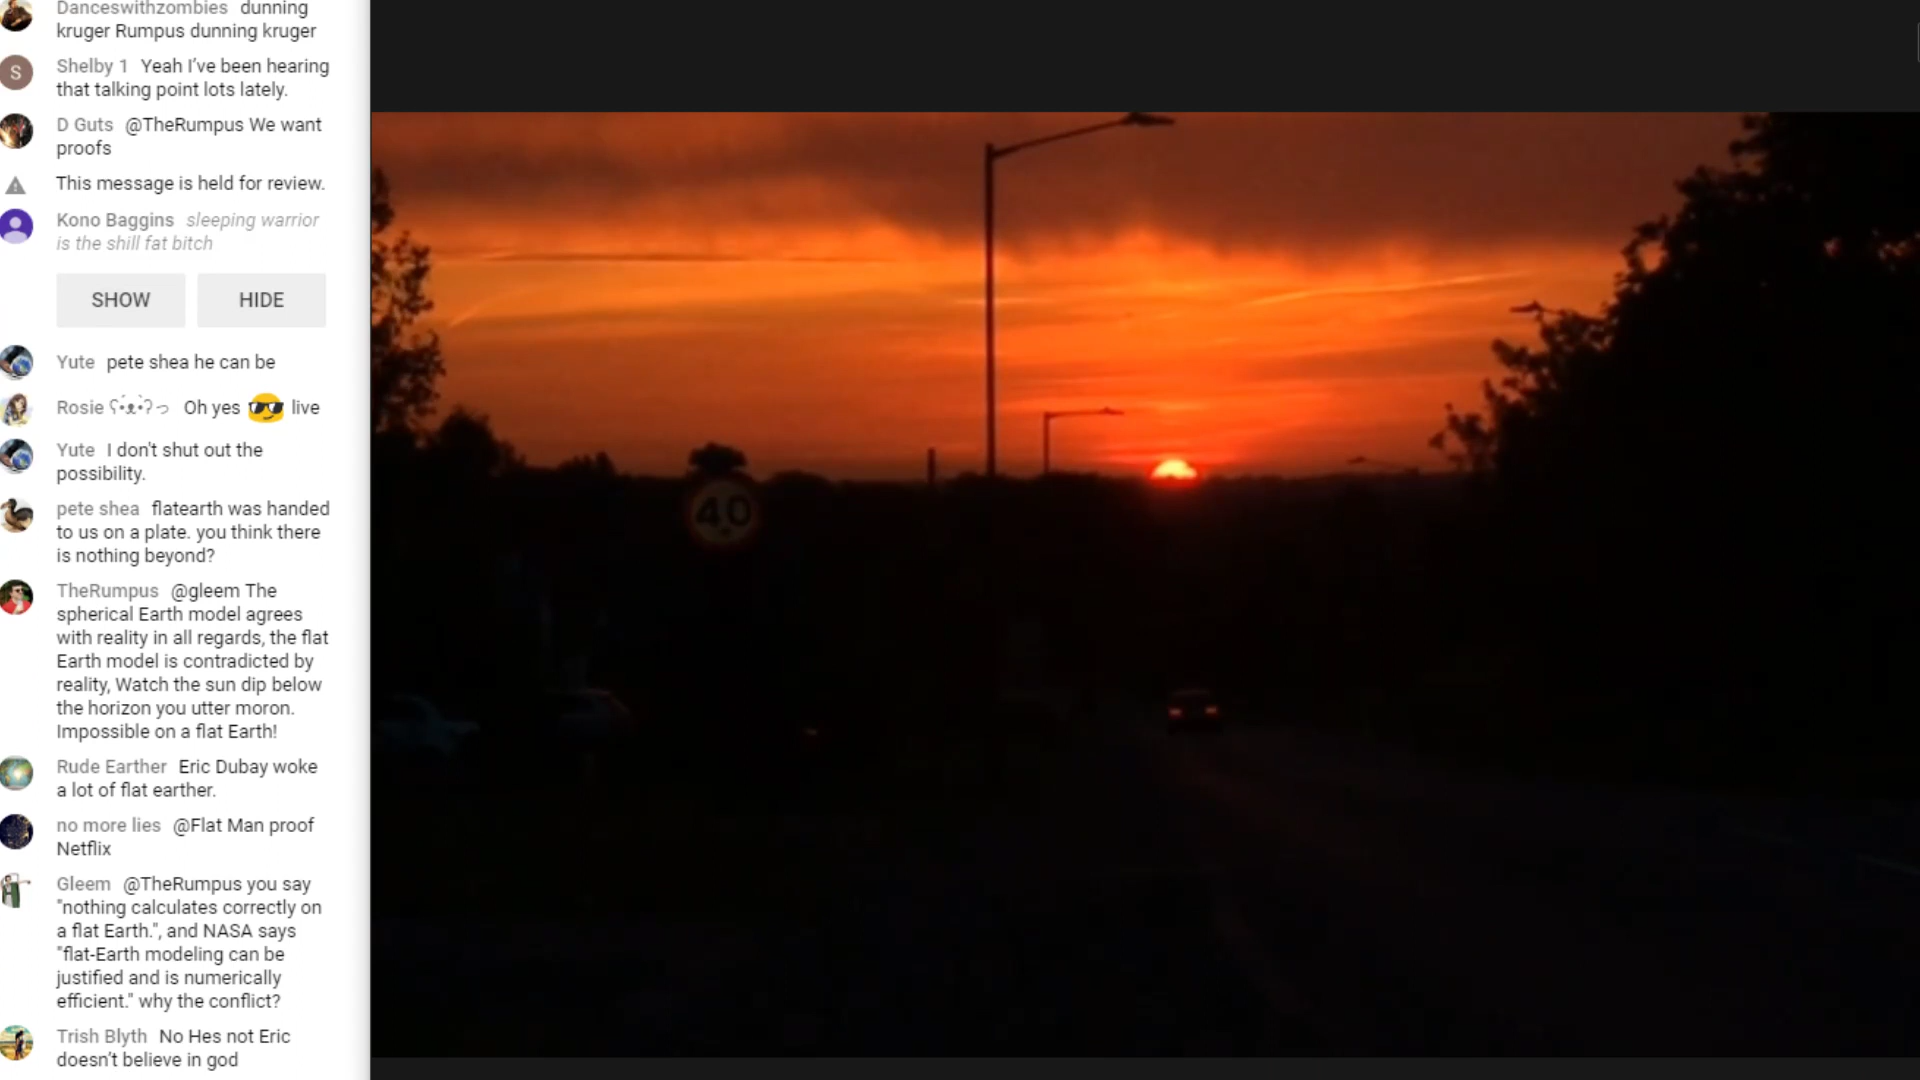 Danceswithzombies dunning
kruger Rumpus dunning kruger
S
Shelby 1 Yeah I’ve been hearing
that talking point lots lately.
D Guts @TheRumpus We want
proofs
This message is held for review.
Kono Baggins sleeping warrior
is the shill fat bitch
SHOW HIDE
Yute pete shea he can be
Rosie ʕ•́ᴥ•̀ʔっ Oh yes 😎 live
Yute I don't shut out the
possibility.
pete shea flatearth was handed
to us on a plate. you think there
is nothing beyond?
TheRumpus @gleem The
spherical Earth model agrees
with reality in all regards, the flat
Earth model is contradicted by
reality, Watch the sun dip below
the horizon you utter moron.
Impossible on a flat Earth!
Rude Earther Eric Dubay woke
a lot of flat earther.
no more lies @Flat Man proof
Netflix
Gleem @TheRumpus you say
"nothing calculates correctly on
a flat Earth.", and NASA says
"flat-Earth modeling can be
justified and is numerically
efficient." why the conflict?
Trish Blyth No Hes not Eric
doesn’t believe in god
40